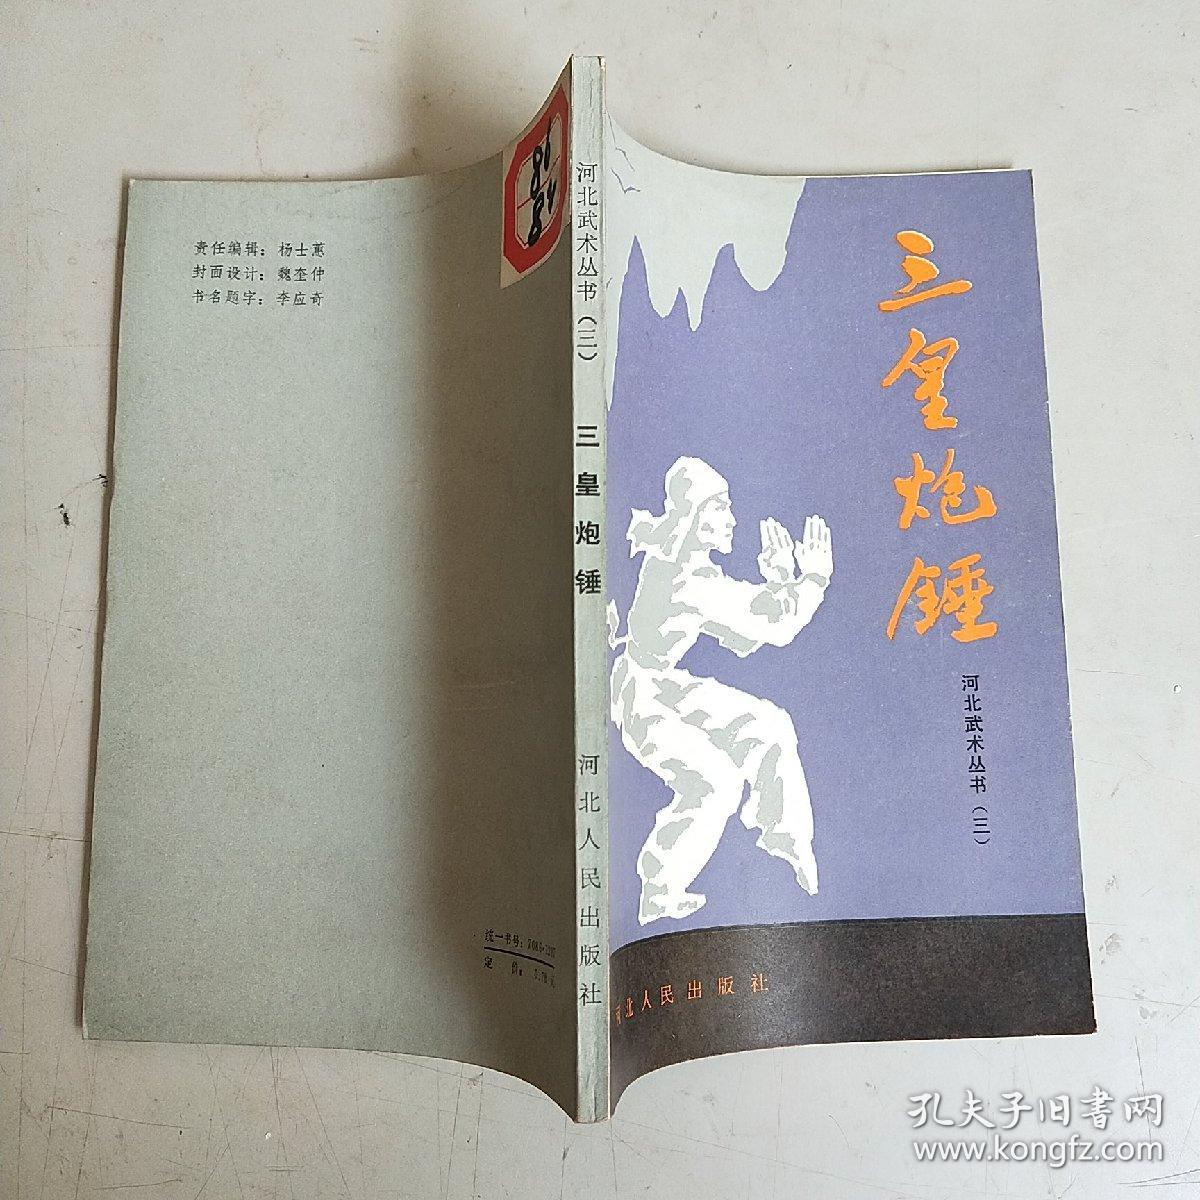 责任编辑：杨士蕙
封面设计：魏奎仲
书名题字：李应奇
统一书号：
定 价：
86
84
河北武术丛书（三） 三皇炮锤 河北人民出版社
三皇炮锤
河北武术丛书（三）
河北人民出版社
孔夫子旧书网
www.kongfz.com